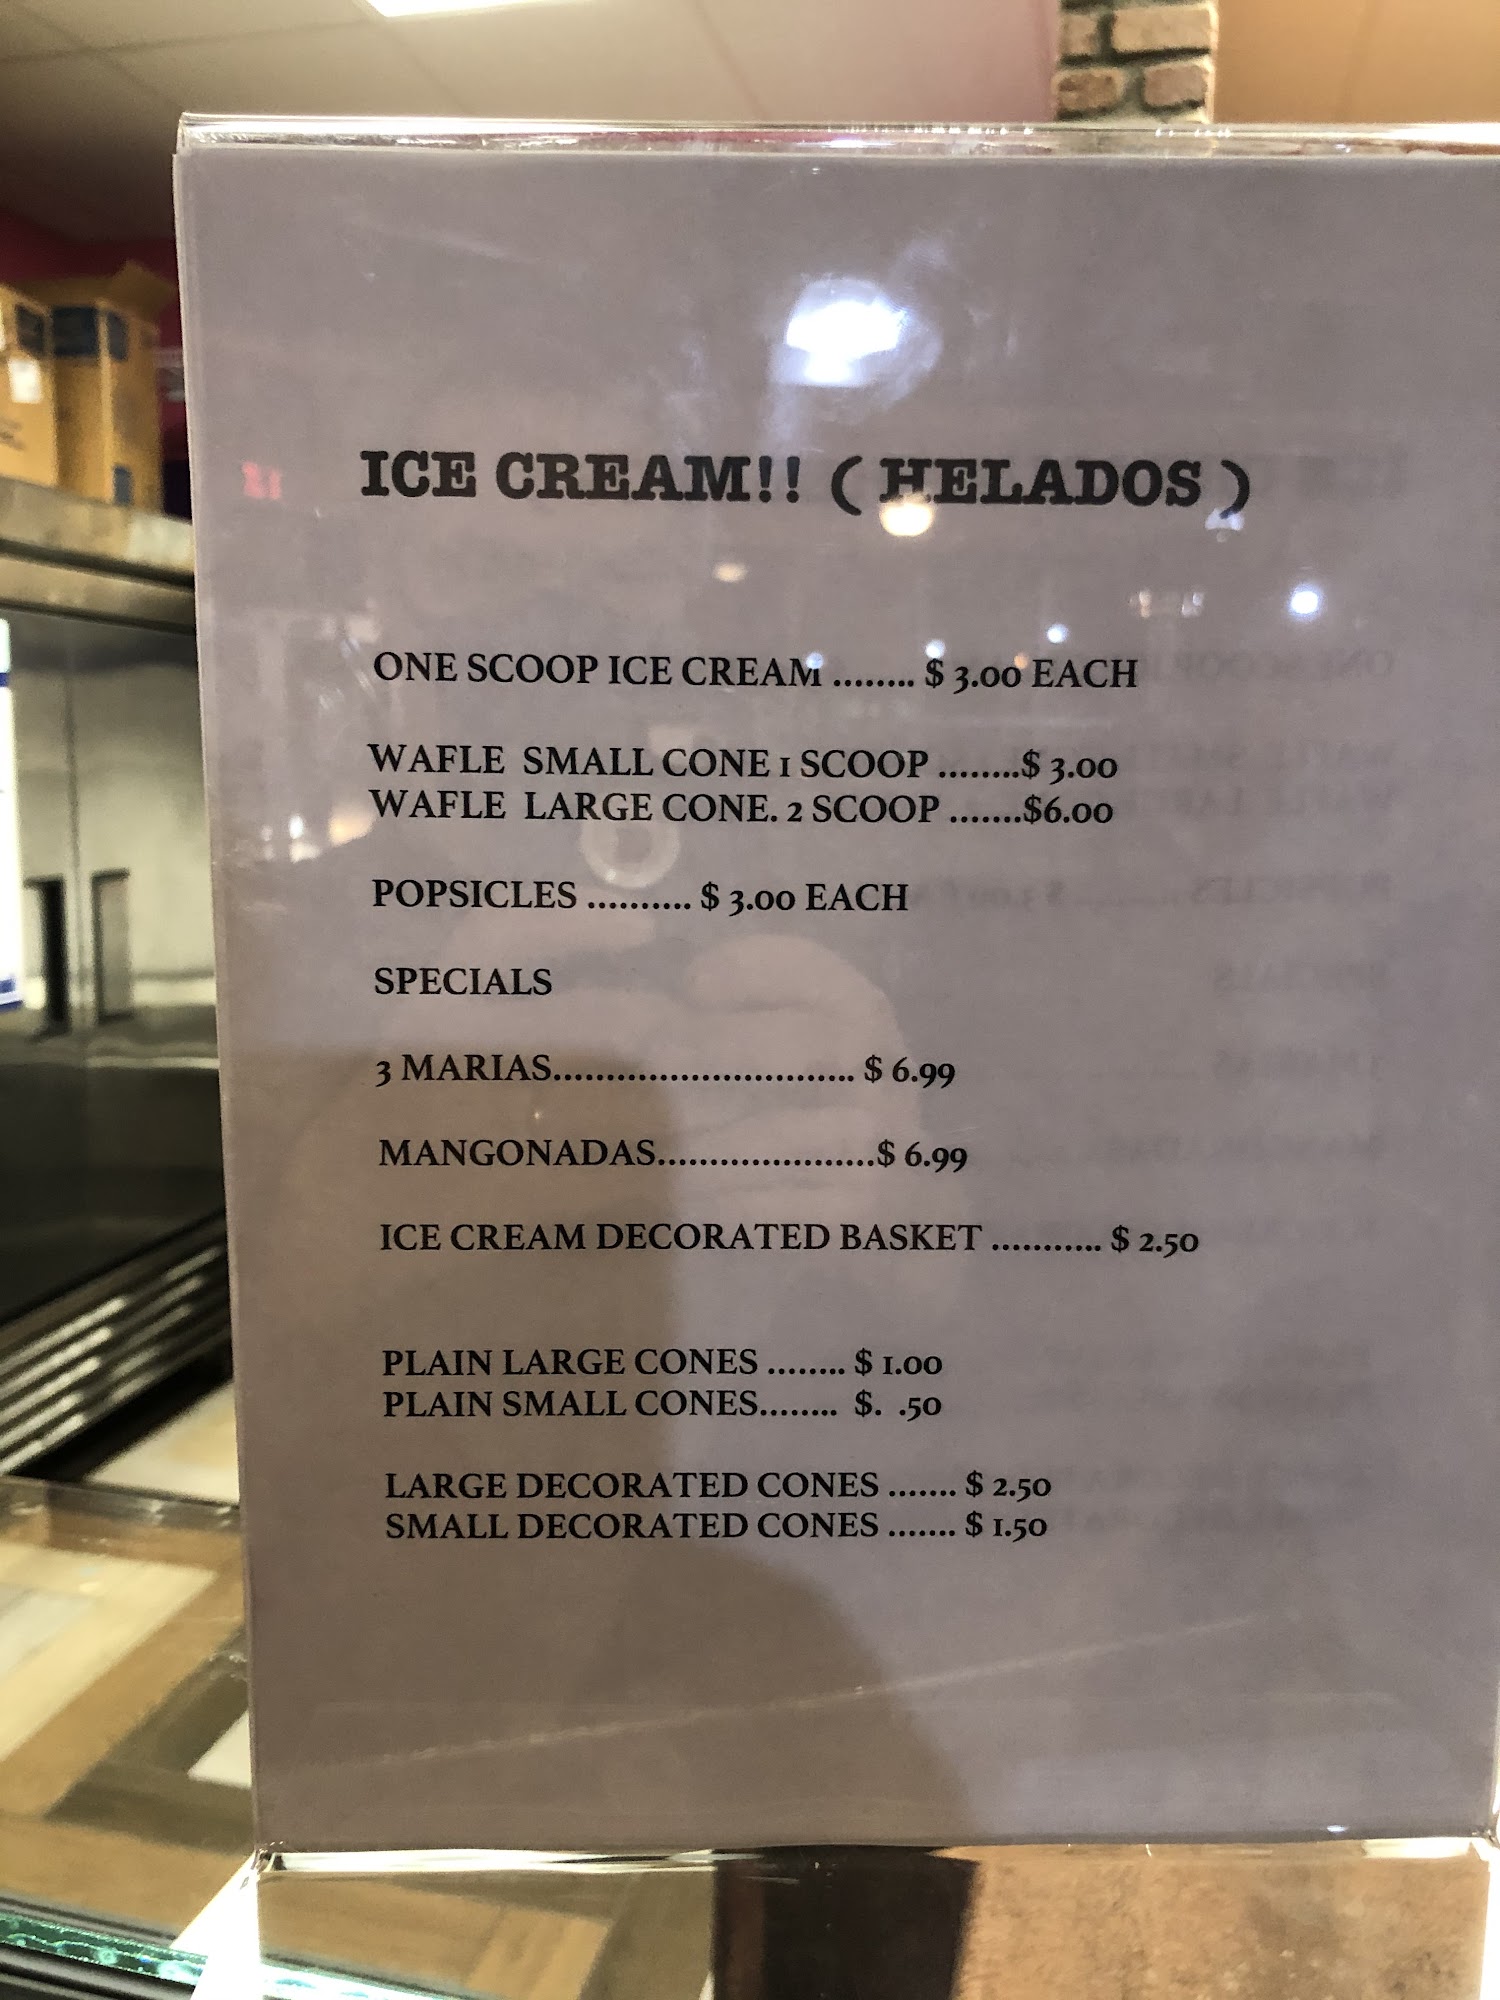 ICE CREAM!! ( HELADOS )
ONE SCOOP ICE CREAM ........ $ 3.00 EACH
WAFLE SMALL CONE 1 SCOOP ........$ 3.00
WAFLE LARGE CONE. 2 SCOOP .......$6.00
POPSICLES .......... $ 3.00 EACH
SPECIALS
3 MARIAS............................. $ 6.99
MANGONADAS.....................$ 6.99
ICE CREAM DECORATED BASKET ........... $ 2.50
PLAIN LARGE CONES ........ $ 1.00
PLAIN SMALL CONES........ $. .50
LARGE DECORATED CONES ....... $ 2.50
SMALL DECORATED CONES ....... $ 1.50